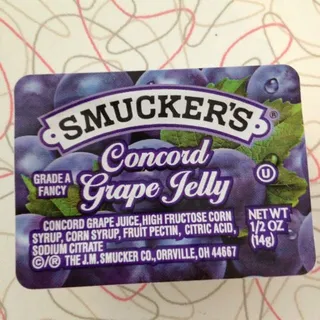 SMUCKER'S®
Concord
Grape Jelly
GRADE A
FANCY
U
CONCORD GRAPE JUICE, HIGH FRUCTOSE CORN
SYRUP, CORN SYRUP, FRUIT PECTIN, CITRIC ACID,
SODIUM CITRATE
©/® THE J.M. SMUCKER CO., ORRVILLE, OH 44667
NET WT
1/2 OZ
(14g)